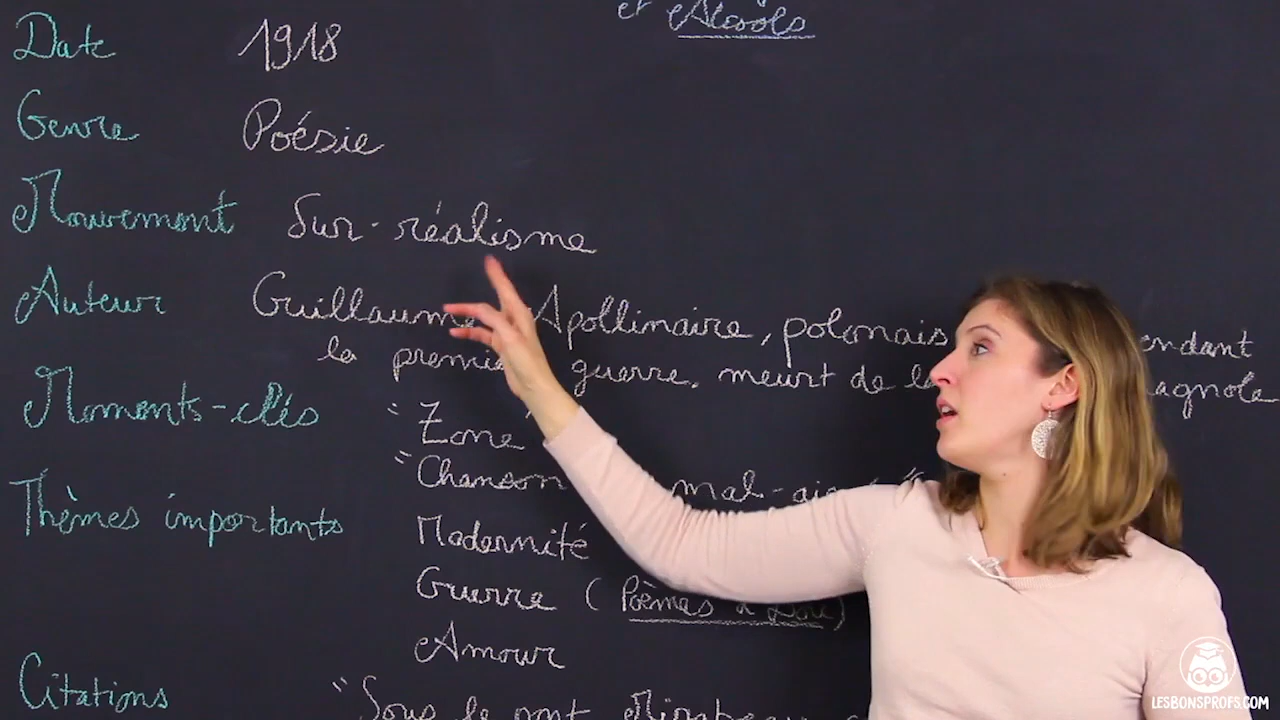 et Alcools
Date 1918
Genre Poésie
Mouvement Sur-réalisme
Auteur Guillaume Apollinaire, polonais endant
la premiè guerre, meurt de la agnole
Moments-clés "Zone
"Chanson mal-aimé"
Thèmes importants Modernité
Guerre (Poèmes à Lou)
Amour
Citations "Sous le pont Mirabeau
LESBONSPROFS.COM